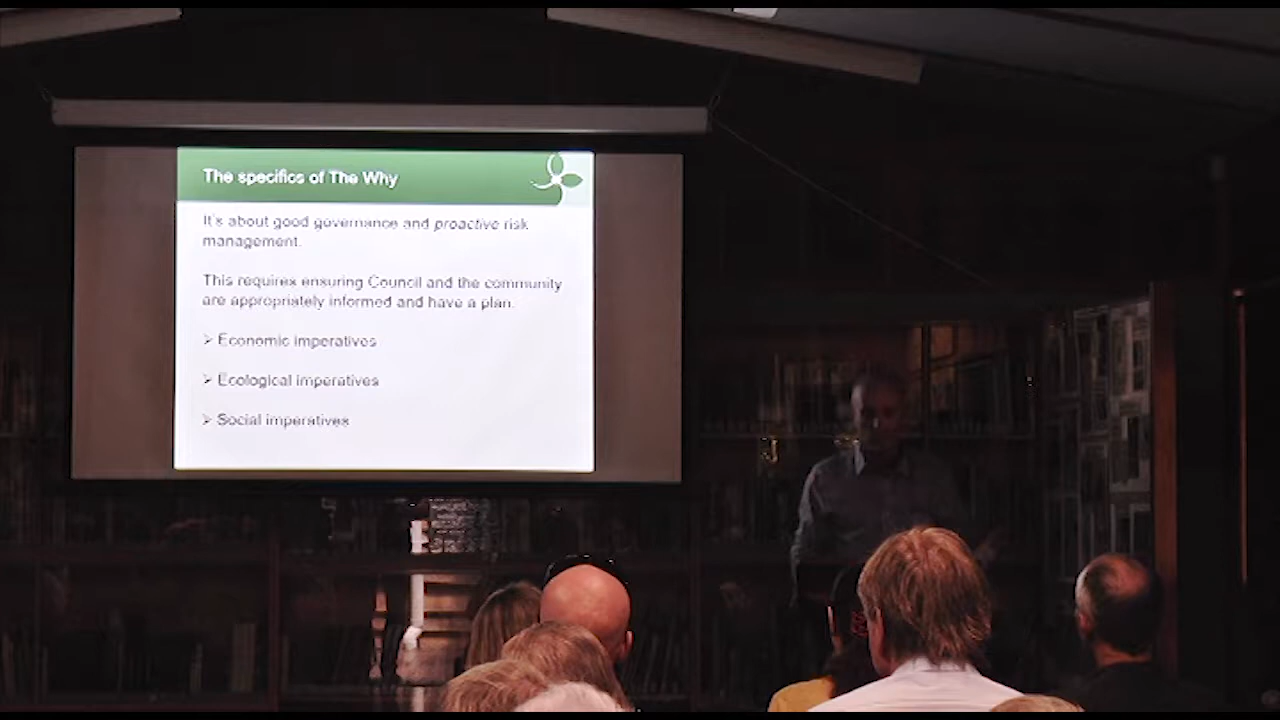 The specifics of The Why
It's about good governance and proactive risk
management.
This requires ensuring Council and the community
are appropriately informed and have a plan.
➢ Economic imperatives
➢ Ecological imperatives
➢ Social imperatives